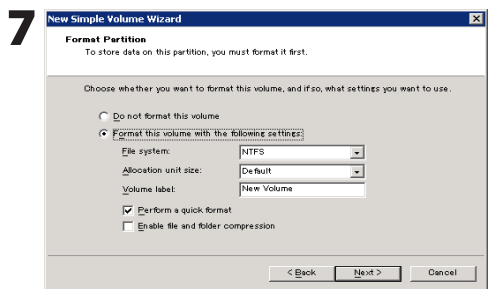 7
New Simple Volume Wizard
Format Partition
To store data on this partition, you must format it first.
Choose whether you want to format this volume, and if so, what settings you want to use.
Do not format this volume
Format this volume with the following settings:
File system: NTFS
Allocation unit size: Default
Volume label: New Volume
Perform a quick format
Enable file and folder compression
< Back Next > Cancel